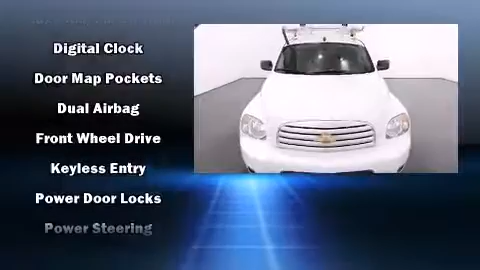 Digital Clock
Door Map Pockets
Dual Airbag
Front Wheel Drive
Keyless Entry
Power Door Locks
Power Steering